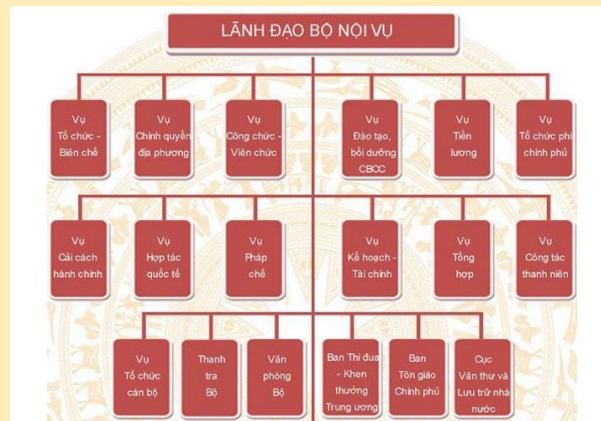 LÃNH ĐẠO BỘ NỘI VỤ
Vụ
Tổ chức -
Biên chế
Vụ
Chính quyền
địa phương
Vụ
Công chức -
Viên chức
Vụ
Đào tạo,
bồi dưỡng
CBCC
Vụ
Tiền
lương
Vụ
Tổ chức phi
chính phủ
Vụ
Cải cách
hành chính
Vụ
Hợp tác
quốc tế
Vụ
Pháp
chế
Vụ
Kế hoạch -
Tài chính
Vụ
Tổng
hợp
Vụ
Công tác
thanh niên
Vụ
Tổ chức
cán bộ
Thanh
tra
Bộ
Văn
phòng
Bộ
Ban Thi đua
- Khen
thưởng
Trung ương
Ban
Tôn giáo
Chính phủ
Cục
Văn thư và
Lưu trữ nhà
nước